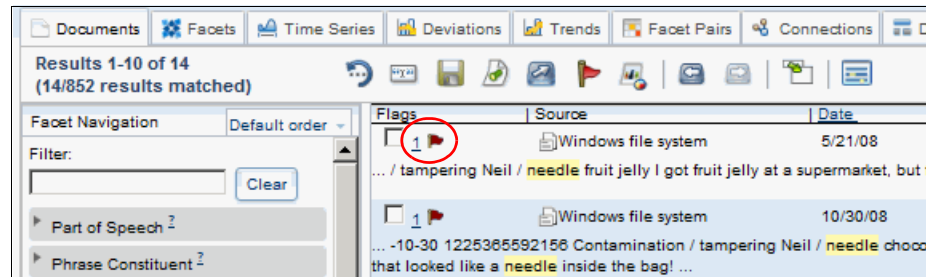 Documents Facets Time Series Deviations Trends Facet Pairs Connections D
Results 1-10 of 14
(14/852 results matched)
Facet Navigation Default order
Filter:
Clear
Part of Speech ?
Phrase Constituent ?
Flags Source Date
1 Windows file system 5/21/08
... / tampering Neil / needle fruit jelly I got fruit jelly at a supermarket, but
1 Windows file system 10/30/08
... -10-30 1225365592156 Contamination / tampering Neil / needle choco
that looked like a needle inside the bag! ...